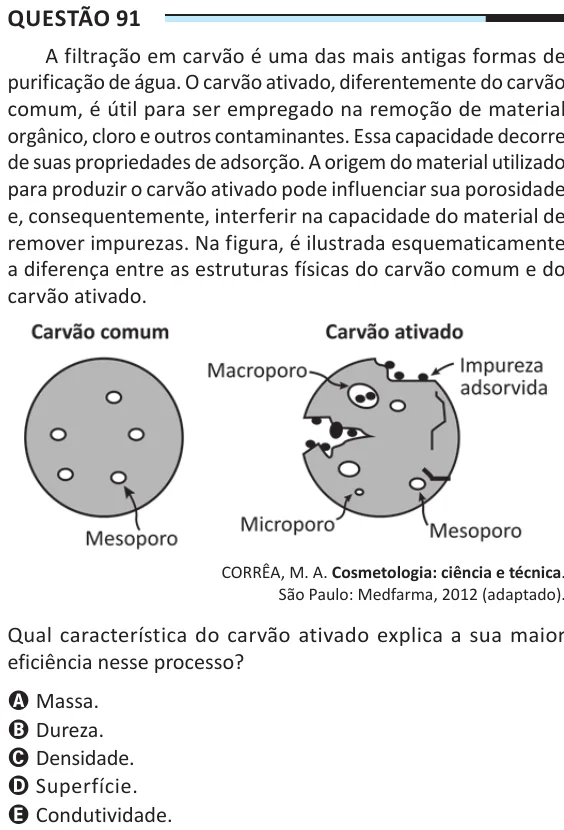 QUESTÃO 91
A filtração em carvão é uma das mais antigas formas de
purificação de água. O carvão ativado, diferentemente do carvão
comum, é útil para ser empregado na remoção de material
orgânico, cloro e outros contaminantes. Essa capacidade decorre
de suas propriedades de adsorção. A origem do material utilizado
para produzir o carvão ativado pode influenciar sua porosidade
e, consequentemente, interferir na capacidade do material de
remover impurezas. Na figura, é ilustrada esquematicamente
a diferença entre as estruturas físicas do carvão comum e do
carvão ativado.
Carvão comum
Mesoporo
Carvão ativado
Macroporo
Impureza
adsorvida
Microporo
Mesoporo
CORRÊA, M. A. Cosmetologia: ciência e técnica.
São Paulo: Medfarma, 2012 (adaptado).
Qual característica do carvão ativado explica a sua maior
eficiência nesse processo?
A Massa.
B Dureza.
C Densidade.
D Superfície.
E Condutividade.